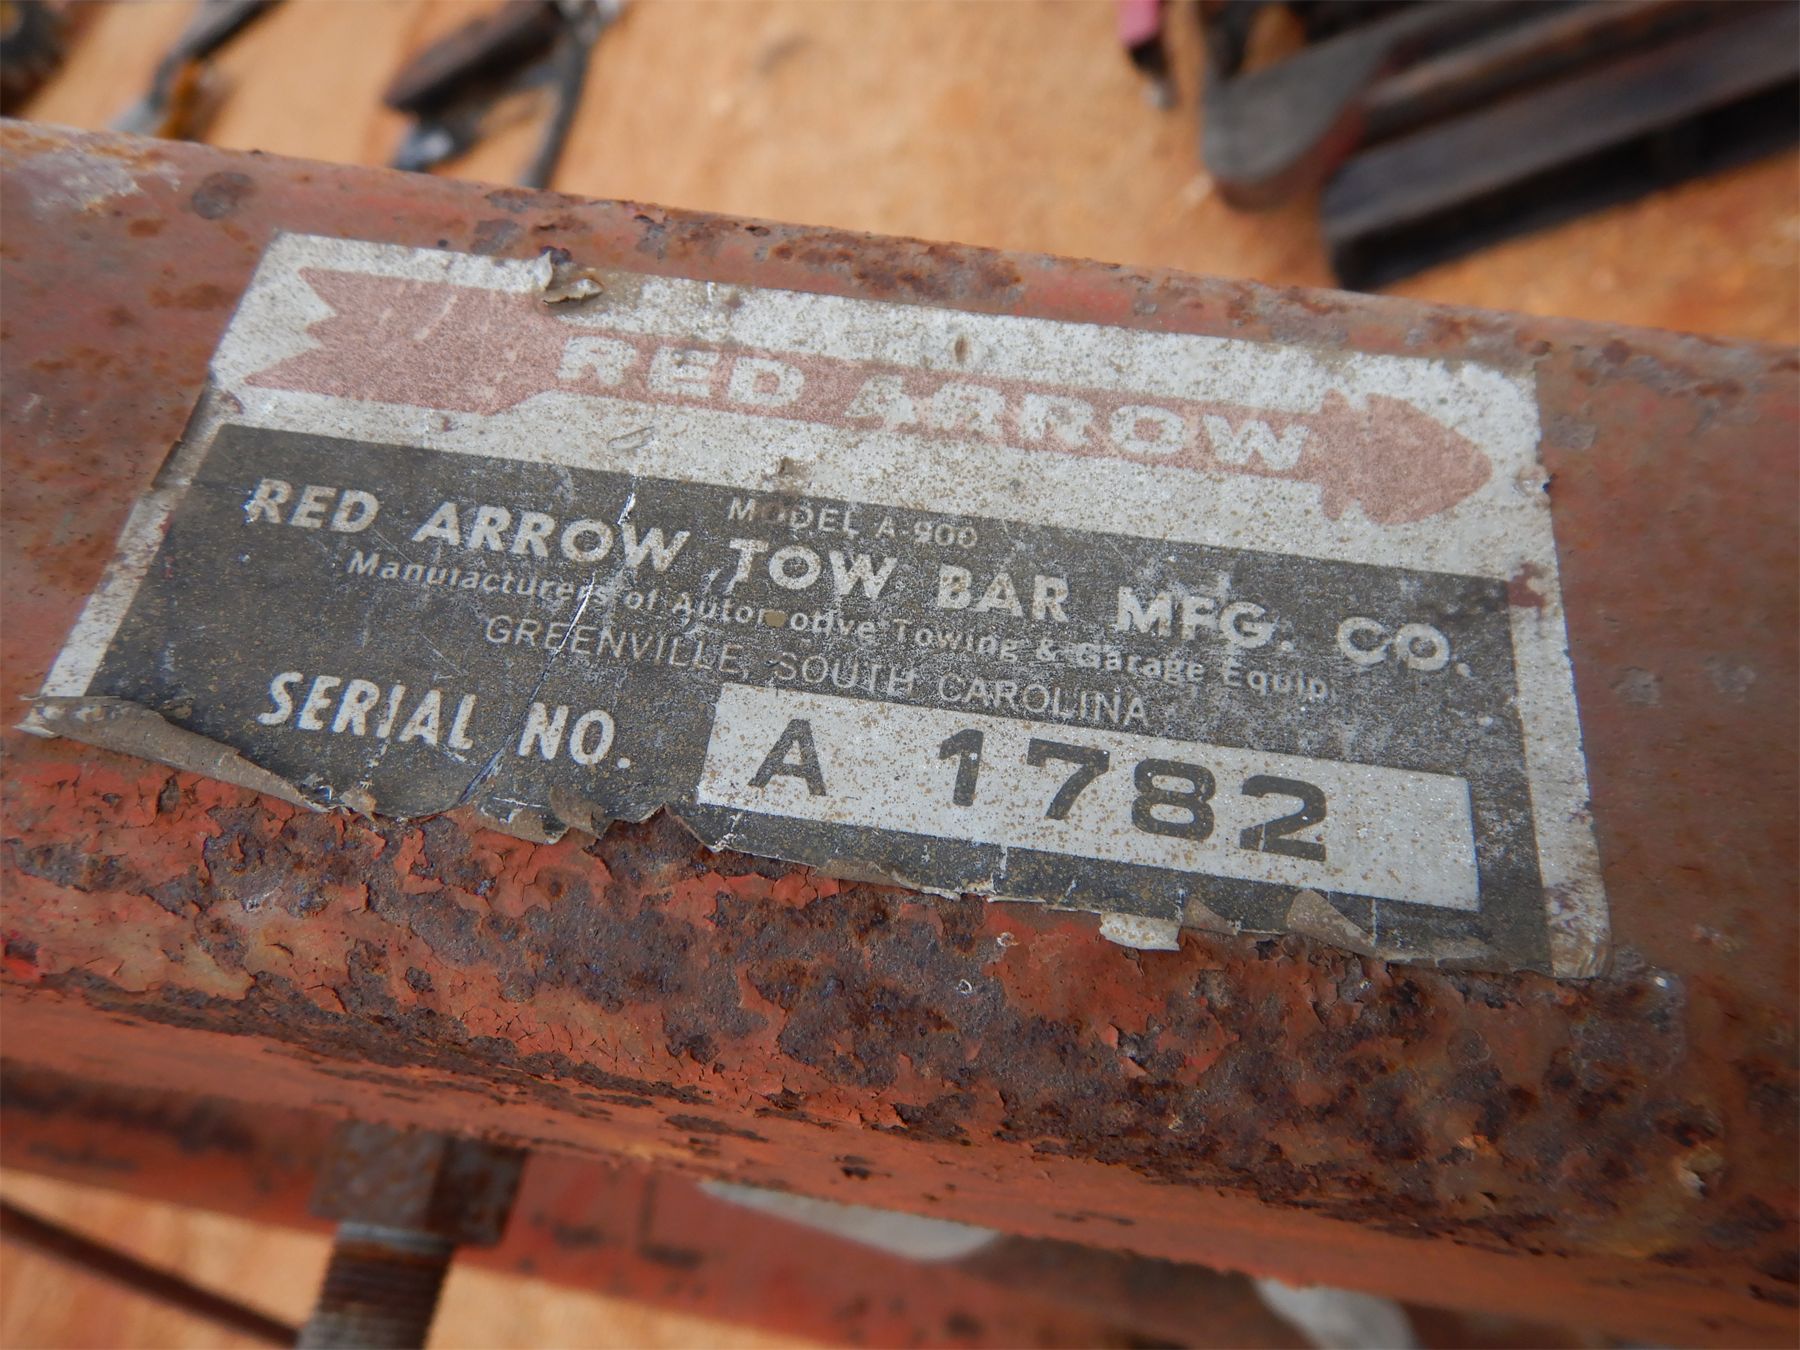 RED ARROW
MODEL A-900
RED ARROW TOW BAR MFG. CO.
Manufacturers of Automotive Towing & Garage Equip.
GREENVILLE, SOUTH CAROLINA
SERIAL NO. A 1782